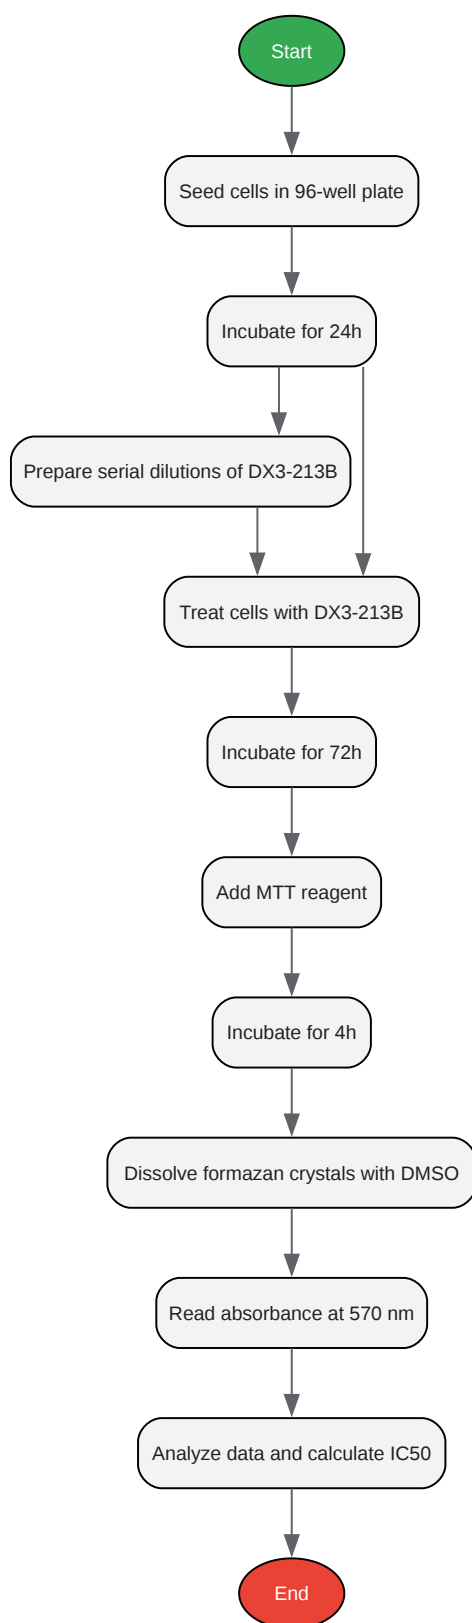 Start
Seed cells in 96-well plate
Incubate for 24h
Prepare serial dilutions of DX3-213B
Treat cells with DX3-213B
Incubate for 72h
Add MTT reagent
Incubate for 4h
Dissolve formazan crystals with DMSO
Read absorbance at 570 nm
Analyze data and calculate IC50
End